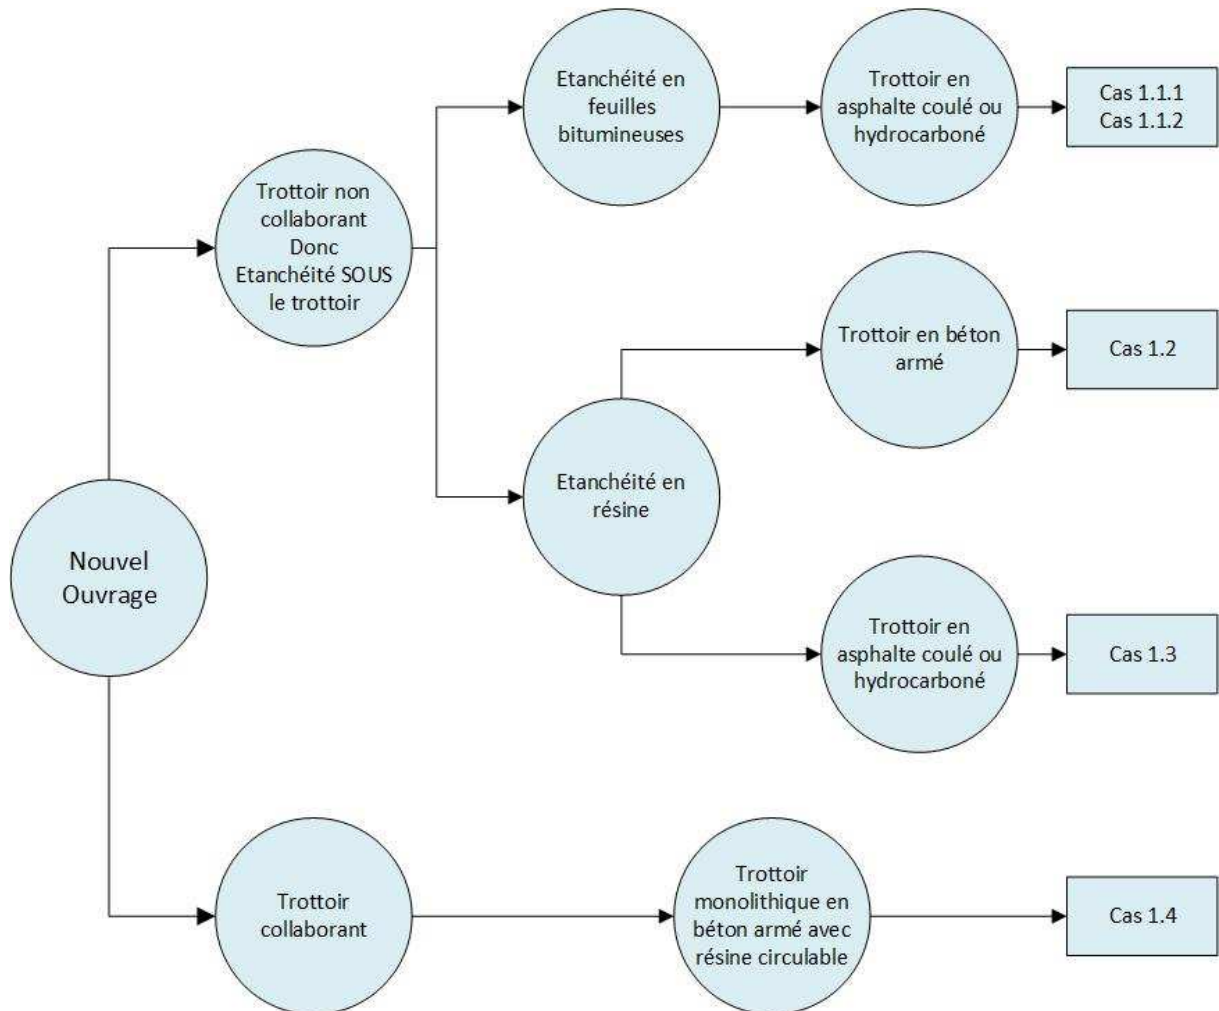 Etanchéité en
feuilles
bitumineuses
Trottoir en
asphalte coulé ou
hydrocarboné
Cas 1.1.1
Cas 1.1.2
Trottoir non
collaborant
Donc
Etanchéité SOUS
le trottoir
Trottoir en béton
armé
Cas 1.2
Etanchéité en
résine
Nouvel
Ouvrage
Trottoir en
asphalte coulé ou
hydrocarboné
Cas 1.3
Trottoir
collaborant
Trottoir
monolithique en
béton armé avec
résine circulable
Cas 1.4